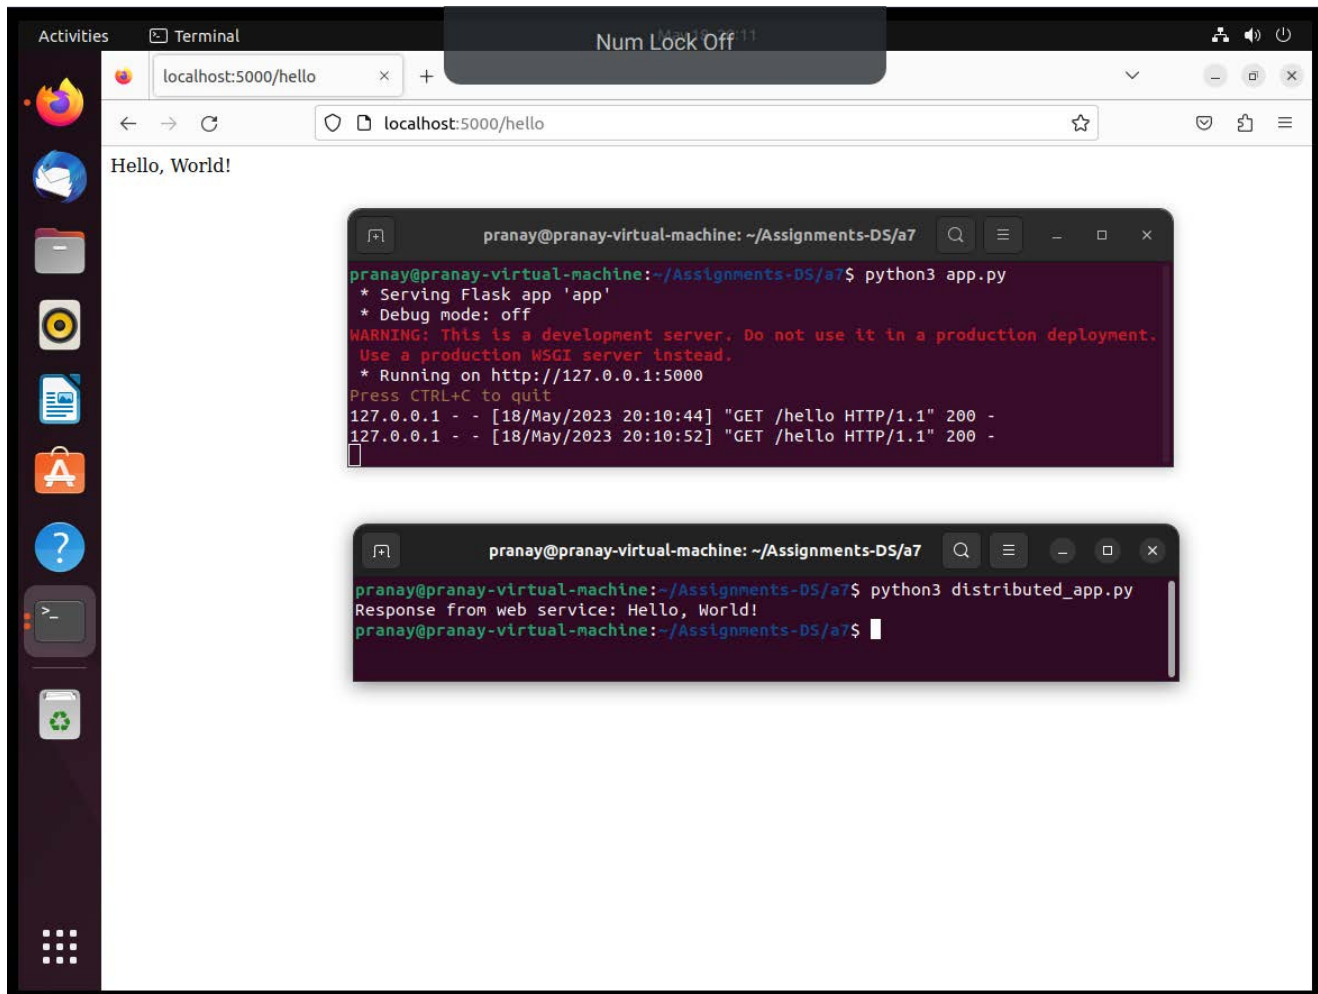 Activities Terminal
Num Lock Off
localhost:5000/hello
localhost:5000/hello
Hello, World!
pranay@pranay-virtual-machine: ~/Assignments-DS/a7
pranay@pranay-virtual-machine:~/Assignments-DS/a7$ python3 app.py
* Serving Flask app 'app'
* Debug mode: off
WARNING: This is a development server. Do not use it in a production deployment.
Use a production WSGI server instead.
* Running on http://127.0.0.1:5000
Press CTRL+C to quit
127.0.0.1 - - [18/May/2023 20:10:44] "GET /hello HTTP/1.1" 200 -
127.0.0.1 - - [18/May/2023 20:10:52] "GET /hello HTTP/1.1" 200 -
pranay@pranay-virtual-machine: ~/Assignments-DS/a7
pranay@pranay-virtual-machine:~/Assignments-DS/a7$ python3 distributed_app.py
Response from web service: Hello, World!
pranay@pranay-virtual-machine:~/Assignments-DS/a7$